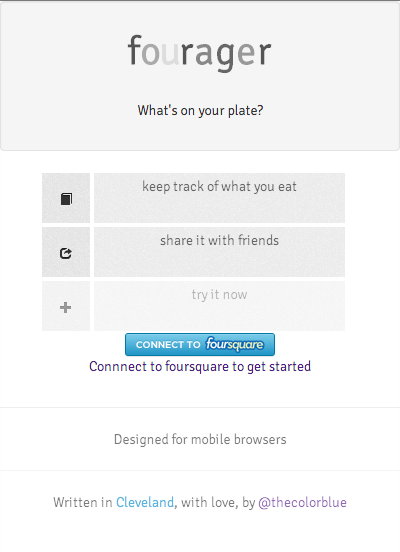 fourager
What's on your plate?
keep track of what you eat
share it with friends
try it now
CONNECT TO foursquare
Connnect to foursquare to get started
Designed for mobile browsers
Written in Cleveland, with love, by @thecolorblue